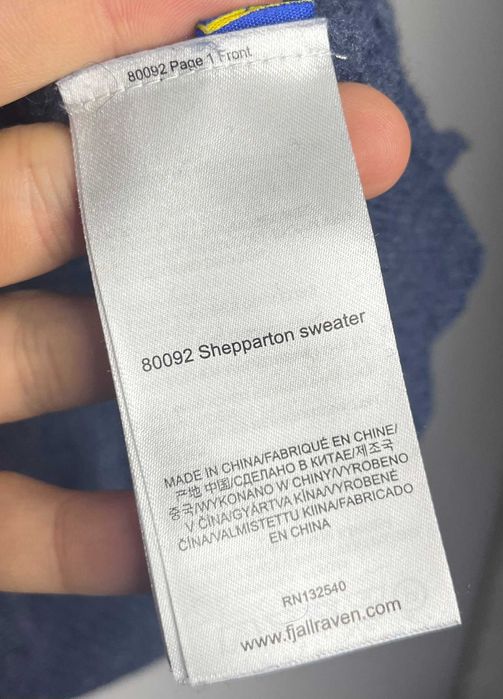 80092 Page 1 Front
80092 Shepparton sweater
MADE IN CHINA/FABRIQUÉ EN CHINE/
产地 中国/СДЕЛАНО В КИТАЕ/제조국
중국/WYKONANO W CHINY/VYROBENO
V ČÍNA/GYÁRTVA KÍNA/VYROBENÉ
ČÍNA/VALMISTETTU KIINA/FABRICADO
EN CHINA
RN132540
www.fjallraven.com